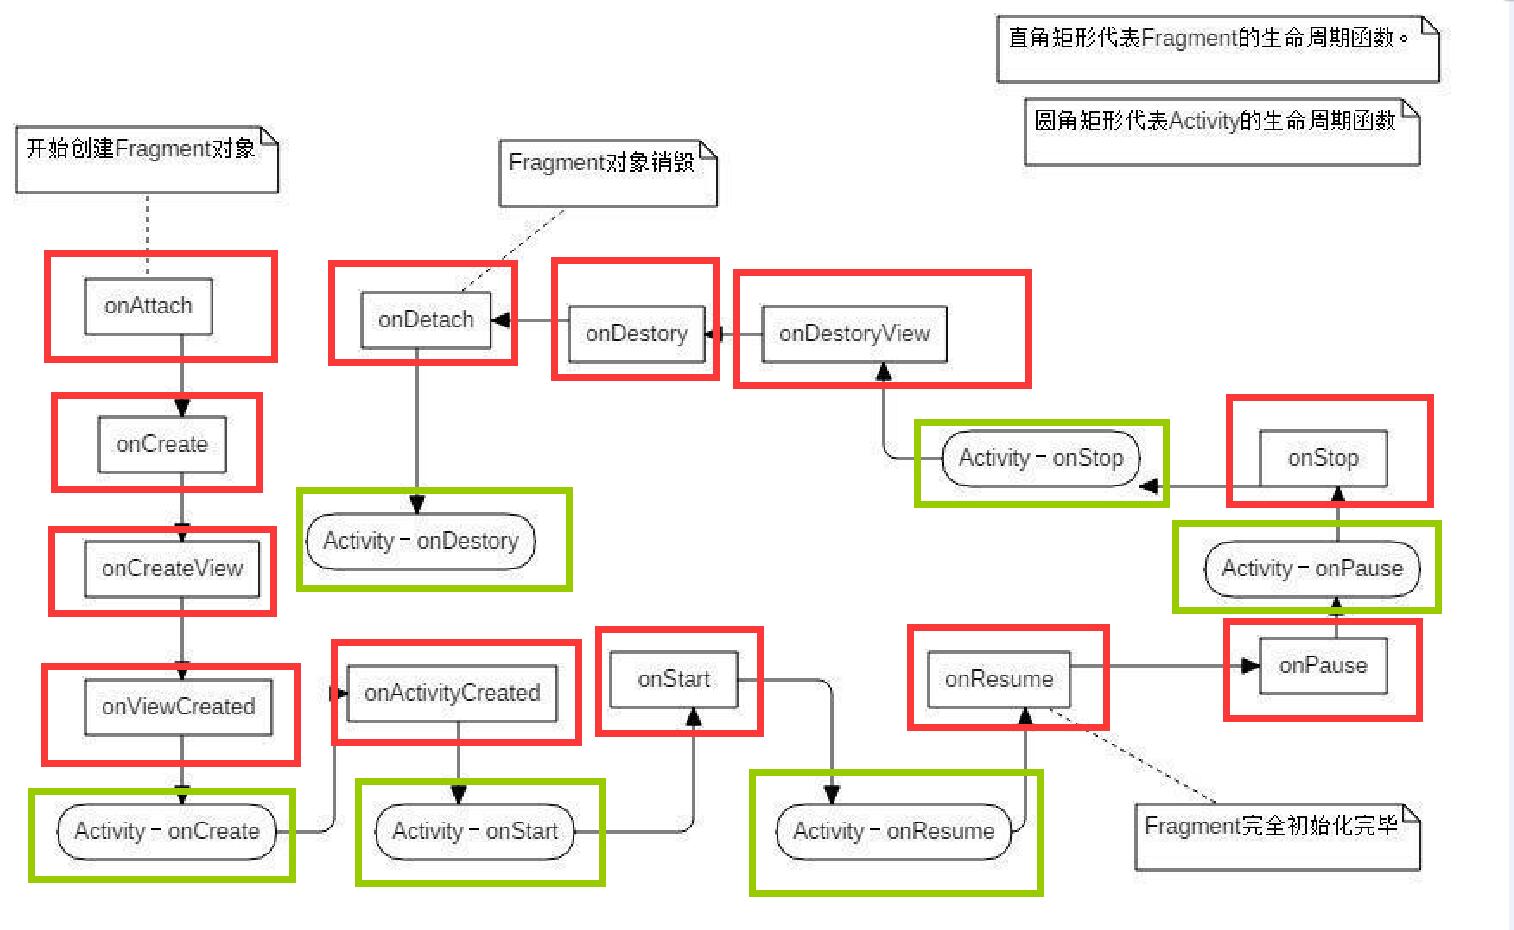 直角矩形代表Fragment的生命周期函数。
圆角矩形代表Activity的生命周期函数
开始创建Fragment对象
Fragment对象销毁
onAttach
onDetach
onDestory
onDestoryView
onCreate
Activity - onStop
onStop
Activity - onDestory
onCreateView
Activity - onPause
onViewCreated
onActivityCreated
onStart
onResume
onPause
Activity - onCreate
Activity - onStart
Activity - onResume
Fragment完全初始化完毕